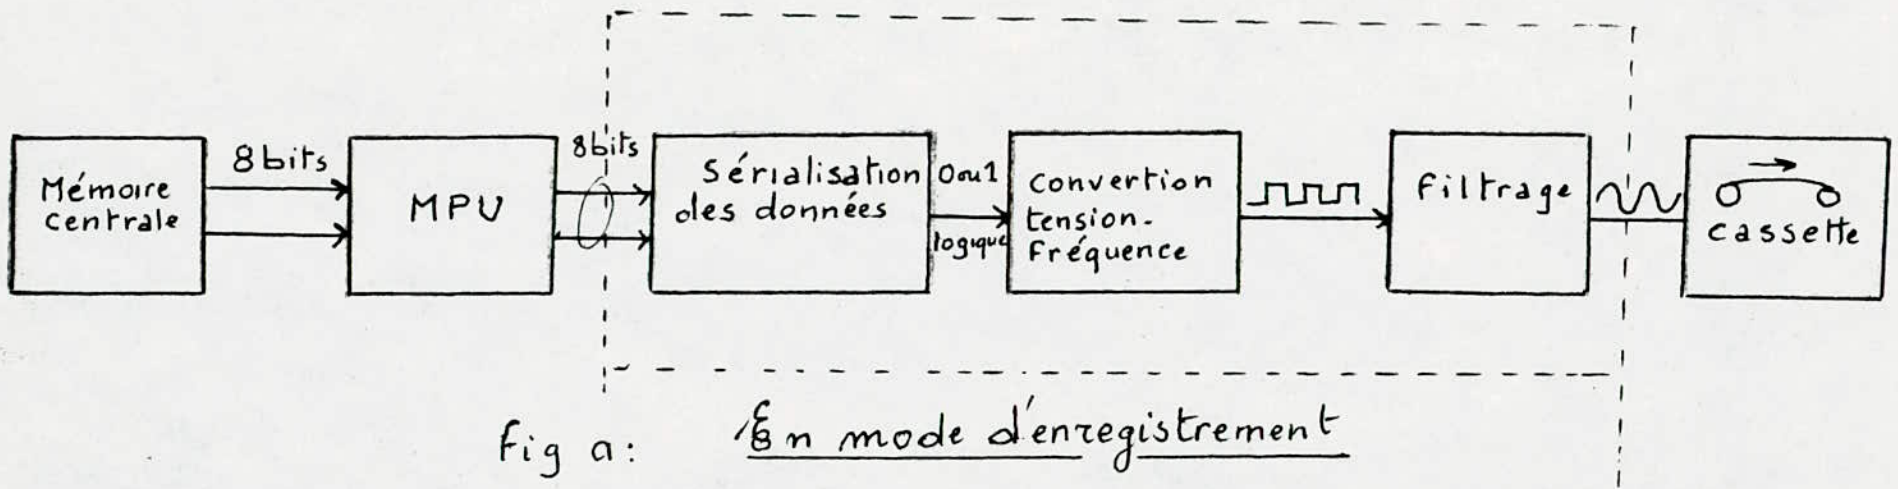 Mémoire
centrale
8bits
MPU
8bits
Sérialisation
des données
0ou1
logique
convertion
tension-
Fréquence
Filtrage
cassette
Fig a: En mode d'enregistrement